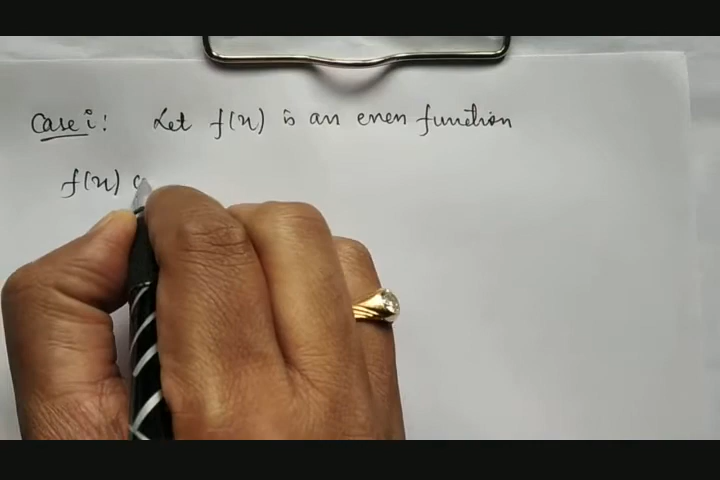 Case i: Let f(x) is an even function
f(x)